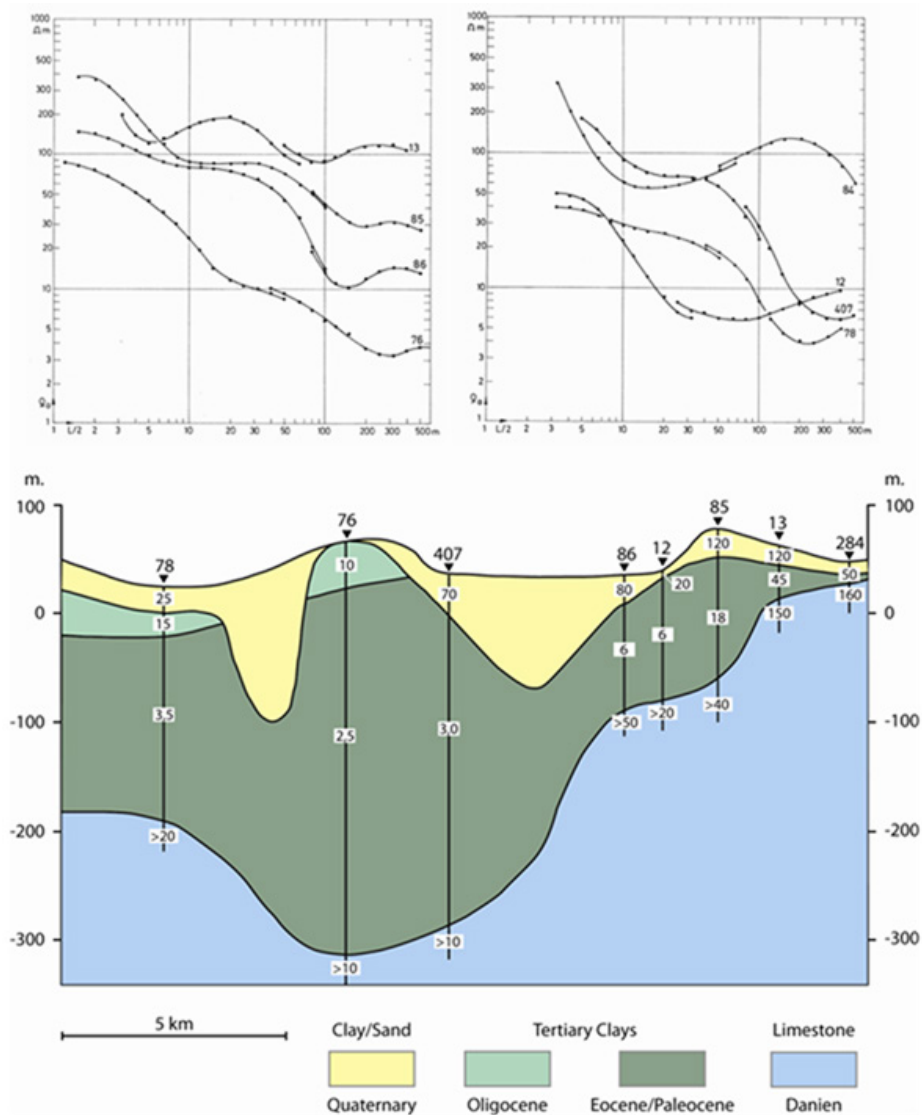 1000
Ωm
500
300
200
100
50
30
20
10
5
3
2
1
ρa
1 L/2 2 3 5 10 20 30 50 100 200 300 500m
13
85
86
76
1000
Ωm
500
300
200
100
50
30
20
10
5
3
2
1
ρa
1 L/2 2 3 5 10 20 30 50 100 200 300 500m
84
12
407
78
m. m.
100 100
0 0
-100 -100
-200 -200
-300 -300
78 76 407 86 12 85 13 284
25 15 3.5 >20
10 2.5 >10
70 3.0 >10
80 6 >50
20 6 >20
120 18 >40
120 45 150
50 160
5 km
Clay/Sand Tertiary Clays Limestone
Quaternary Oligocene Eocene/Paleocene Danien